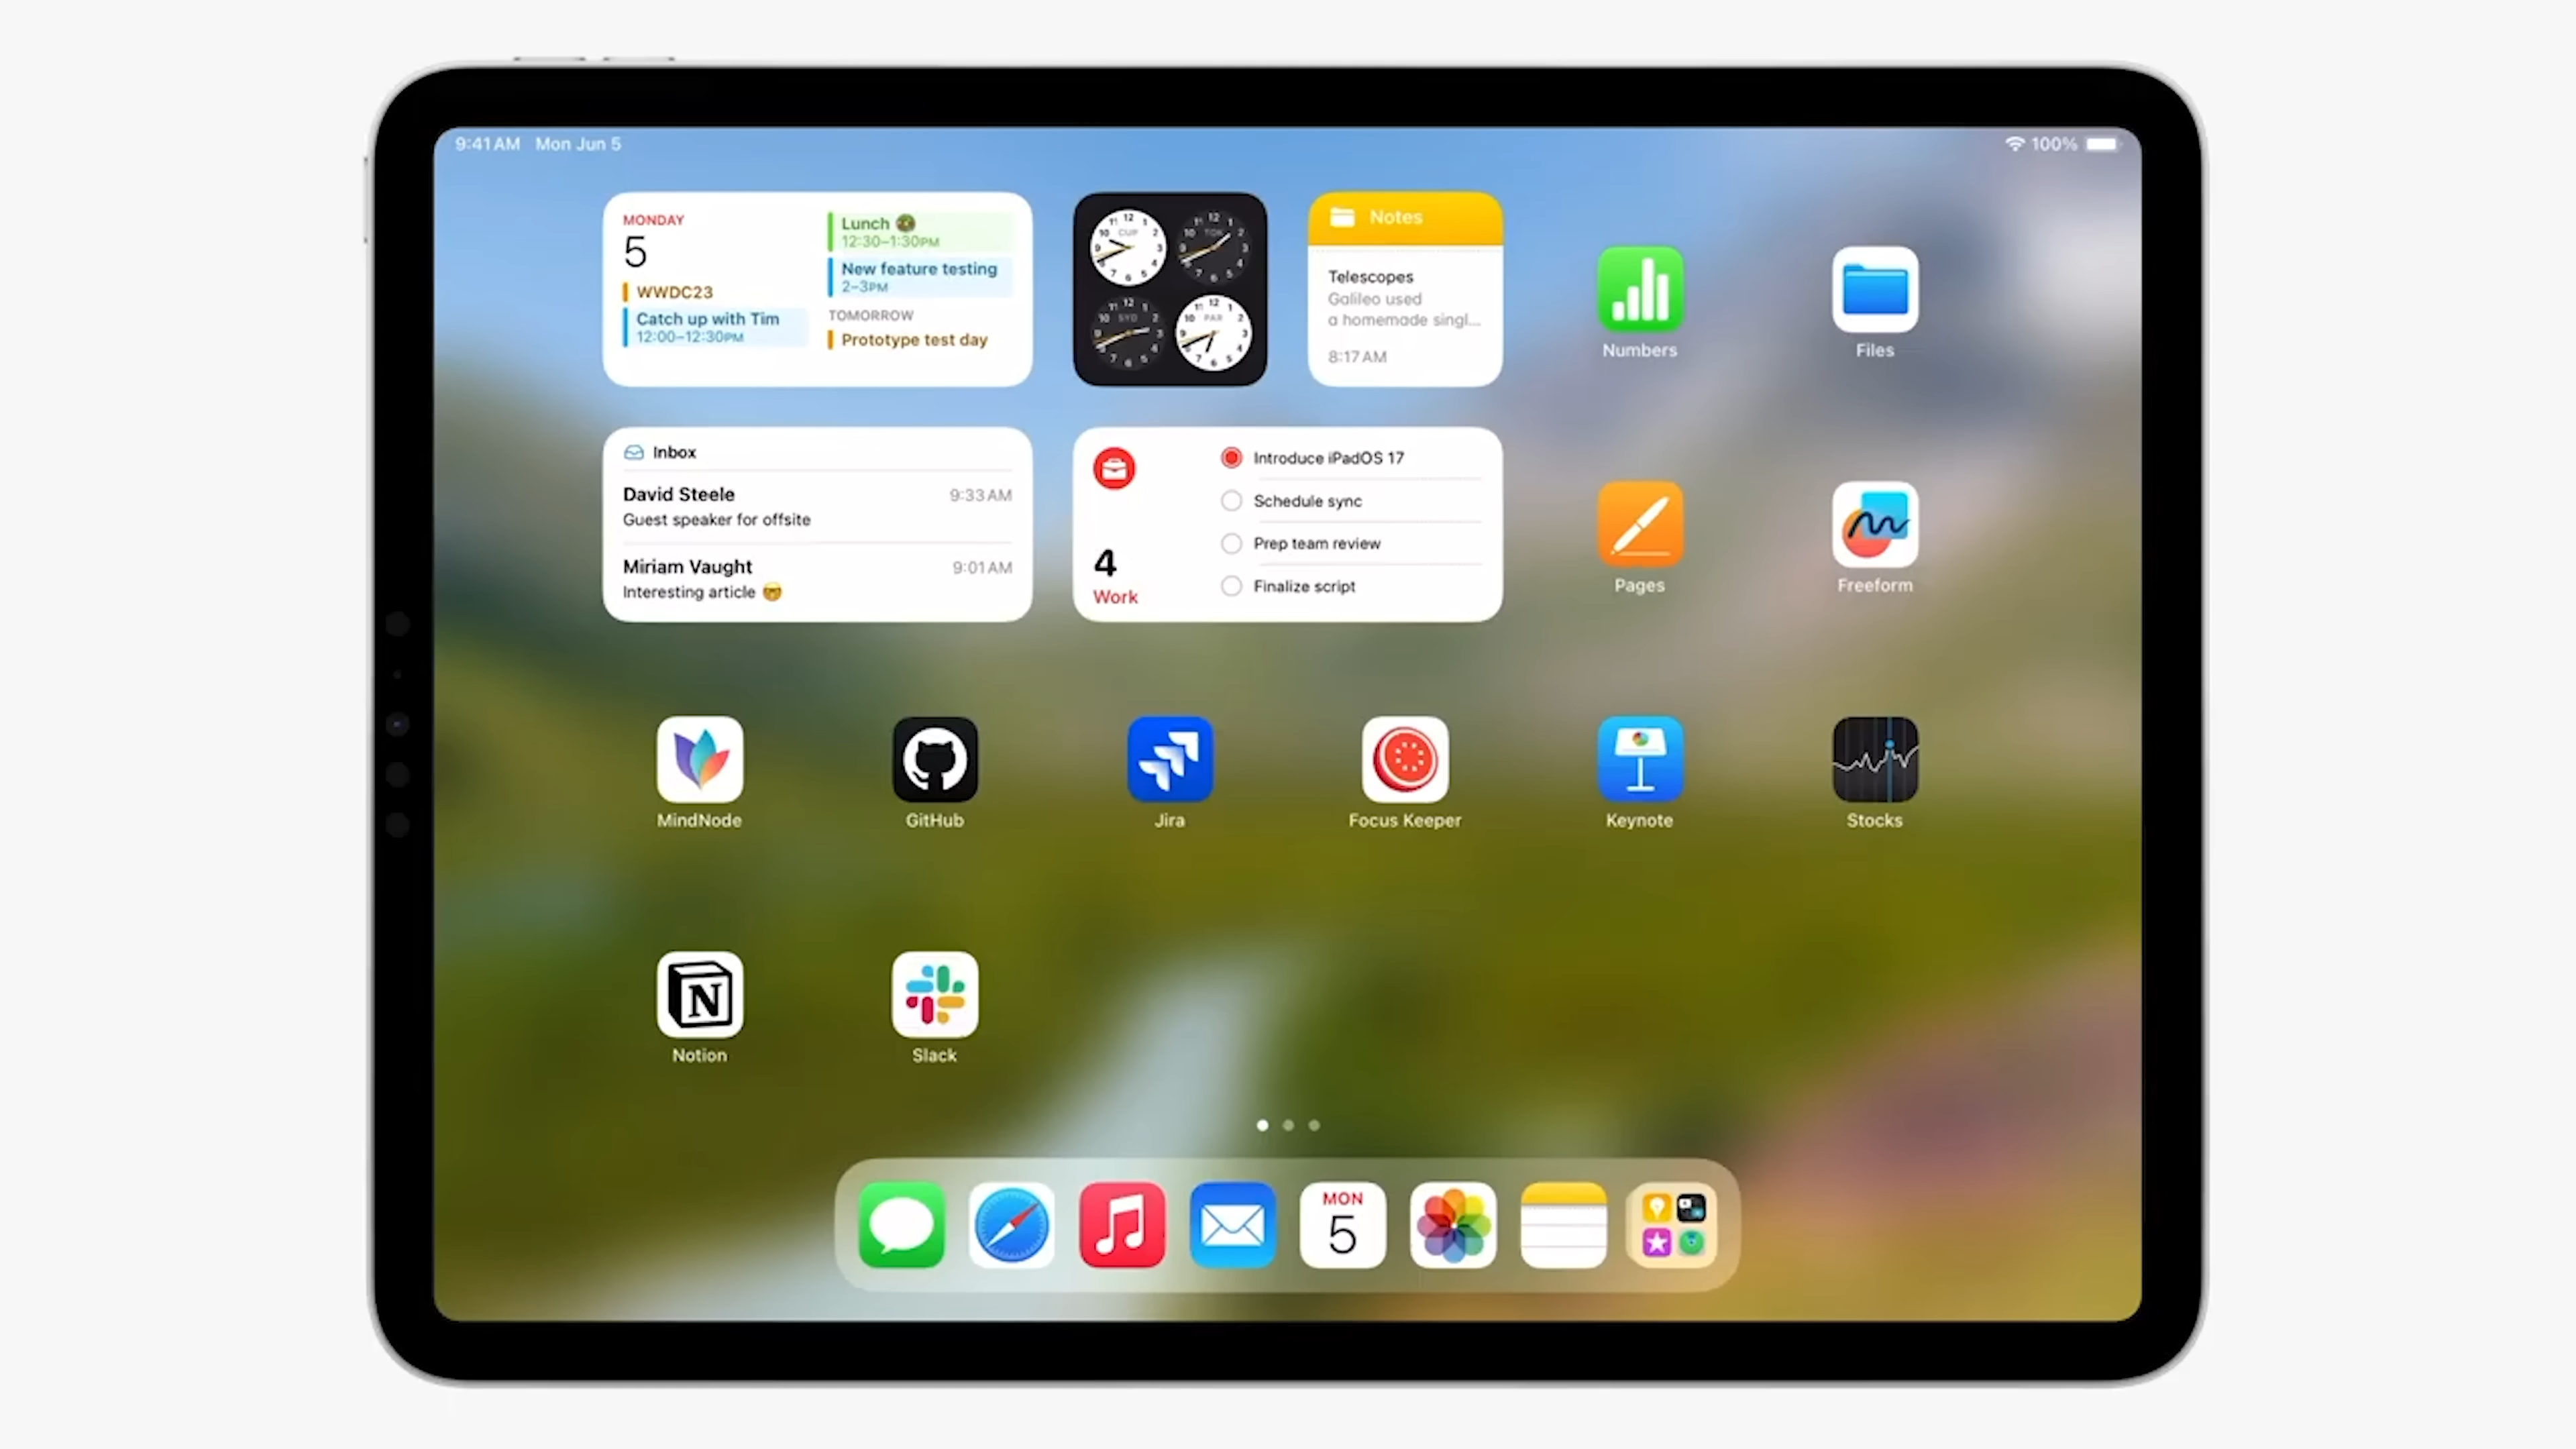 9:41 AM Mon Jun 5
100%
MONDAY
5
WWDC23
Catch up with Tim
12:00–12:30PM
Lunch
12:30–1:30PM
New feature testing
2–3PM
TOMORROW
Prototype test day
CUP
TOK
SYD
PAR
Notes
Telescopes
Galileo used
a homemade singl...
8:17 AM
Numbers
Files
Inbox
David Steele 9:33 AM
Guest speaker for offsite
Miriam Vaught 9:01 AM
Interesting article 🤓
4
Work
Introduce iPadOS 17
Schedule sync
Prep team review
Finalize script
Pages
Freeform
MindNode
GitHub
Jira
Focus Keeper
Keynote
Stocks
N
Notion
Slack
MON
5